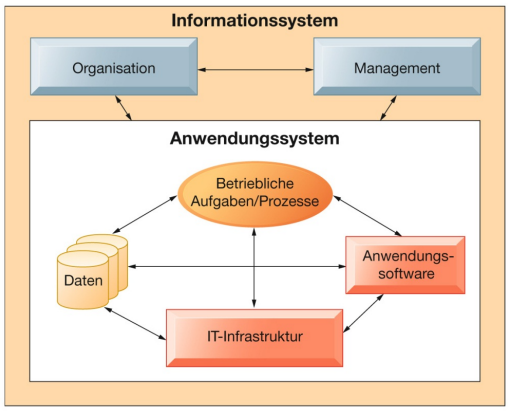 Informationssystem
Organisation
Management
Anwendungssystem
Betriebliche
Aufgaben/Prozesse
Daten
Anwendungs-
software
IT-Infrastruktur